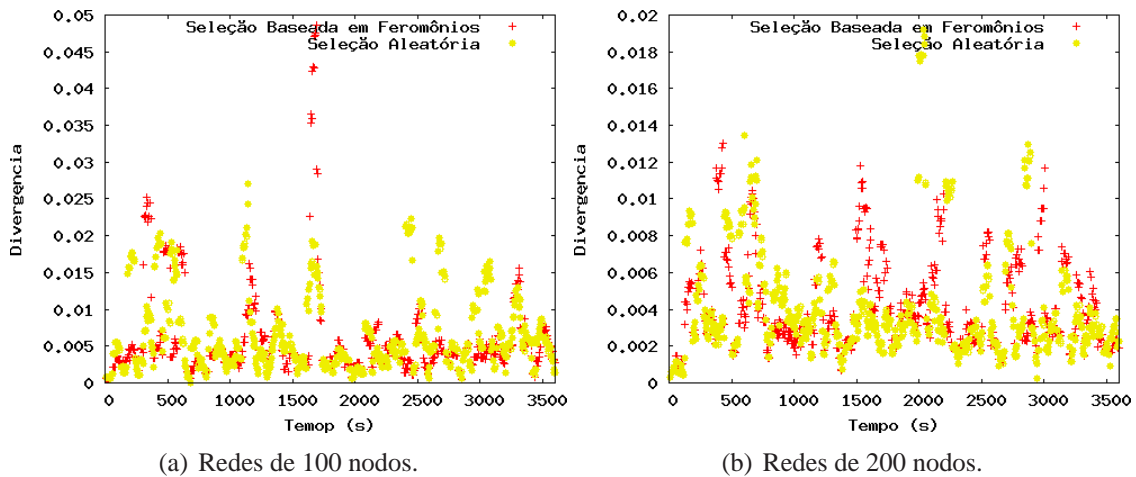 Seleção Baseada em Feromônios
Seleção Aleatória
0.05
0.045
0.04
0.035
0.03
0.025
0.02
0.015
0.01
0.005
0
Divergência
0 500 1000 1500 2000 2500 3000 3500
Temop (s)
(a) Redes de 100 nodos.
Seleção Baseada em Feromônios
Seleção Aleatória
0.02
0.018
0.016
0.014
0.012
0.01
0.008
0.006
0.004
0.002
0
Divergência
0 500 1000 1500 2000 2500 3000 3500
Tempo (s)
(b) Redes de 200 nodos.